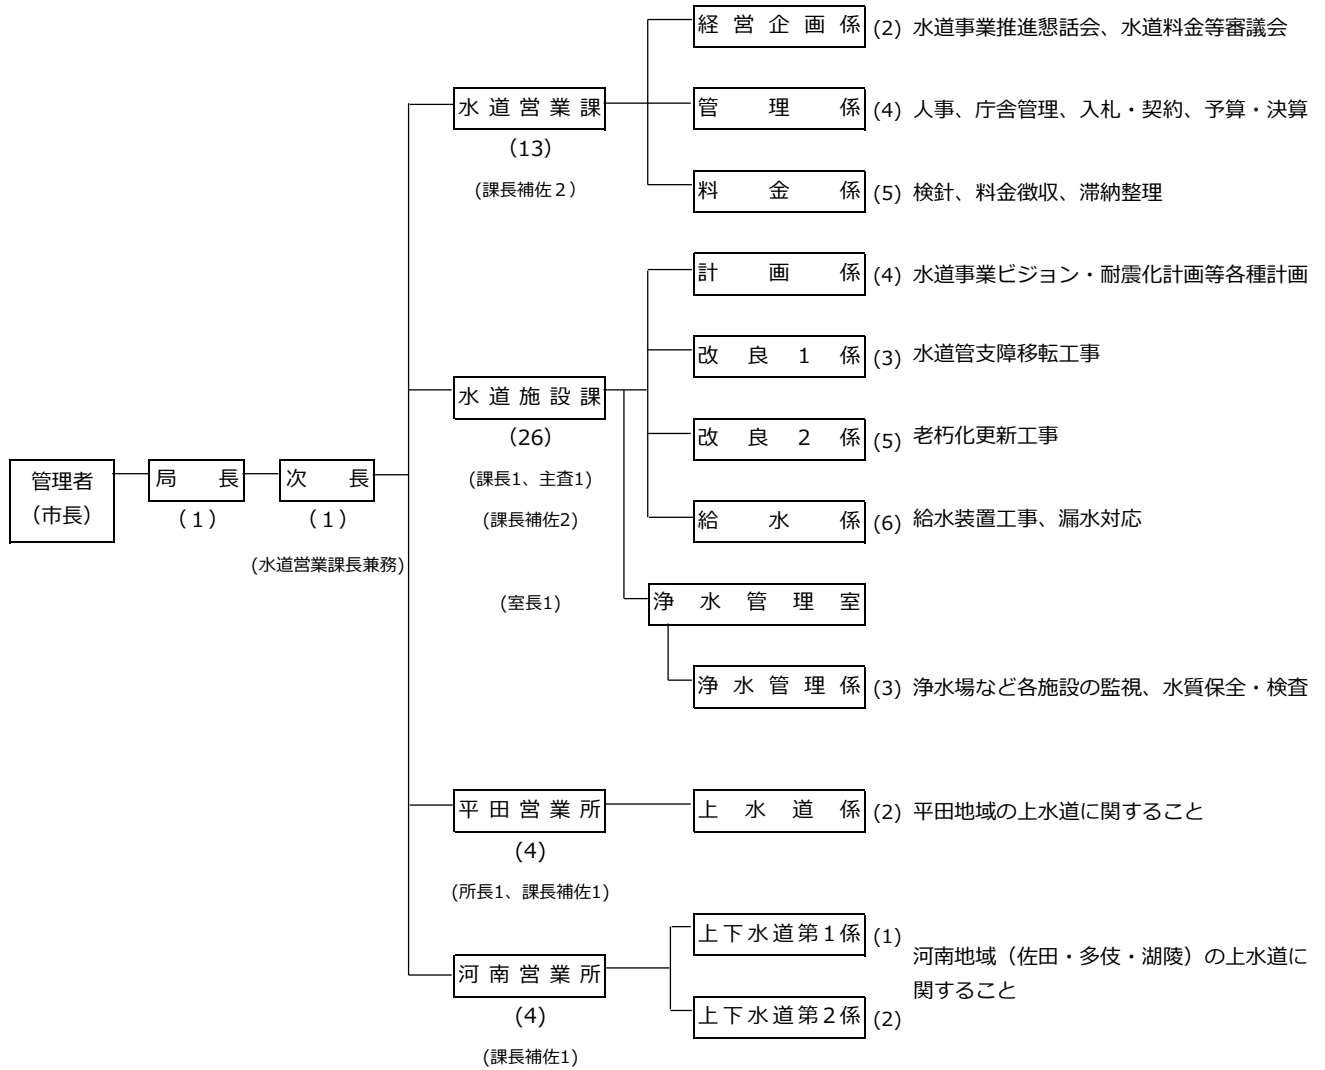 経営企画係 (2) 水道事業推進懇話会、水道料金等審議会
水道営業課
（13）
(課長補佐２）
管理係 (4) 人事、庁舎管理、入札・契約、予算・決算
料金係 (5) 検針、料金徴収、滞納整理
計画係 (4) 水道事業ビジョン・耐震化計画等各種計画
改良１係 (3) 水道管支障移転工事
水道施設課
（26）
(課長1、主査1)
(課長補佐2)
改良２係 (5) 老朽化更新工事
給水係 (6) 給水装置工事、漏水対応
管理者
（市長）
局長
（１）
次長
（１）
(水道営業課長兼務)
(室長1)
浄水管理室
浄水管理係 (3) 浄水場など各施設の監視、水質保全・検査
平田営業所
(4)
(所長1、課長補佐1)
上水道係 (2) 平田地域の上水道に関すること
河南営業所
(4)
(課長補佐1)
上下水道第１係 (1)
上下水道第２係 (2)
河南地域（佐田・多伎・湖陵）の上水道に
関すること